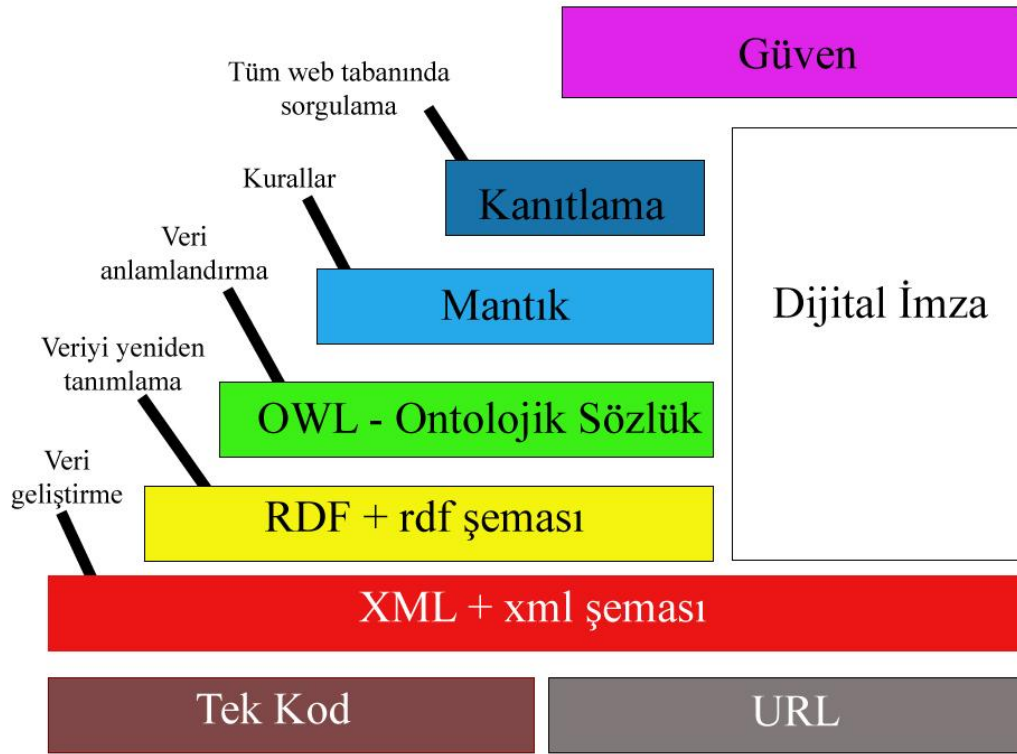 Güven
Tüm web tabanında
sorgulama
Kanıtlama
Kurallar
Mantık
Dijital İmza
Veri
anlamlandırma
OWL - Ontolojik Sözlük
Veriyi yeniden
tanımlama
RDF + rdf şeması
Veri
geliştirme
XML + xml şeması
Tek Kod
URL